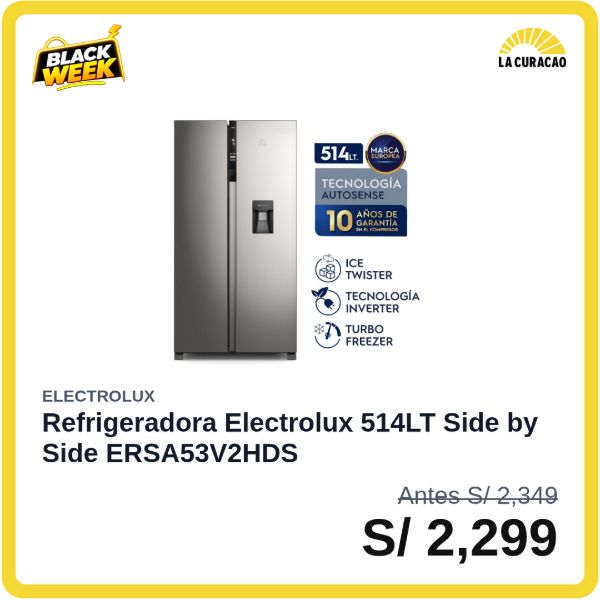 BLACK
WEEK
LA CURACAO
514LT.
MARCA
EUROPEA
TECNOLOGÍA
AUTOSENSE
10 AÑOS DE
GARANTÍA
EN EL COMPRESOR
ICE
TWISTER
TECNOLOGÍA
INVERTER
TURBO
FREEZER
ELECTROLUX
Refrigeradora Electrolux 514LT Side by
Side ERSA53V2HDS
Antes S/ 2,349
S/ 2,299